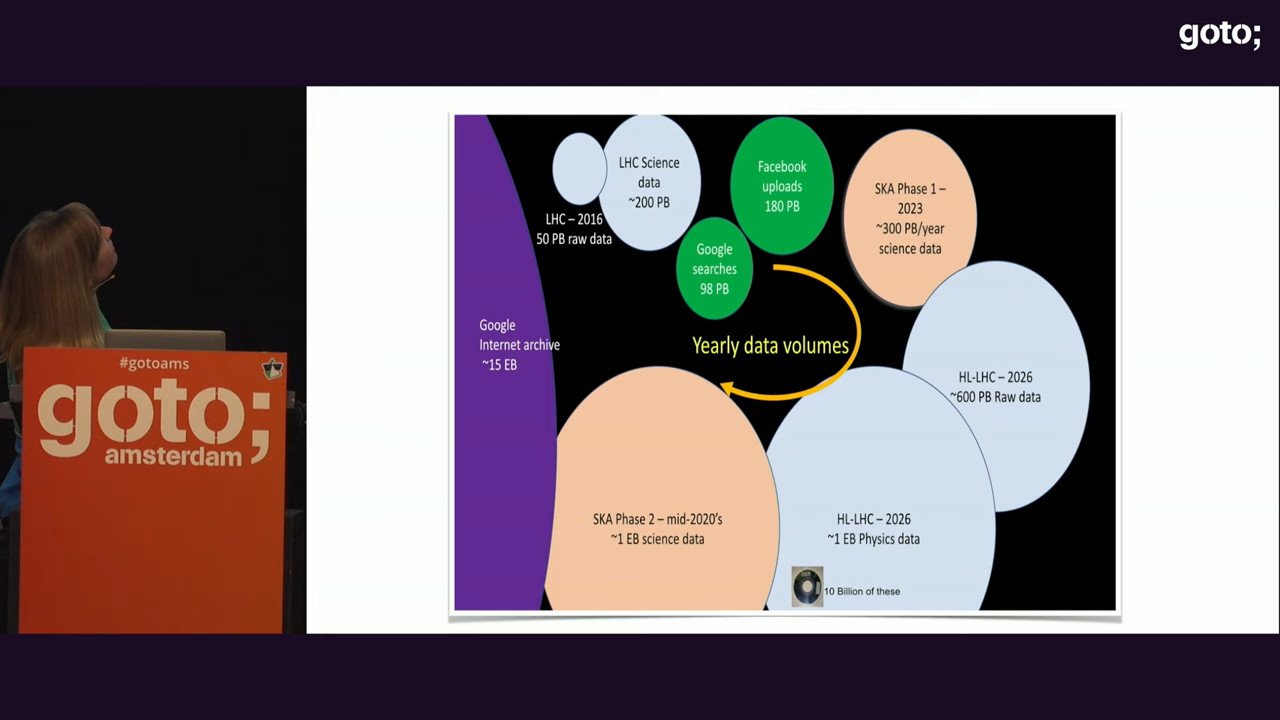 goto;
#gotoams
goto;
amsterdam
LHC Science
data
~200 PB
LHC – 2016
50 PB raw data
Facebook
uploads
180 PB
Google
searches
98 PB
SKA Phase 1 –
2023
~300 PB/year
science data
Google
Internet archive
~15 EB
Yearly data volumes
HL-LHC – 2026
~600 PB Raw data
SKA Phase 2 – mid-2020's
~1 EB science data
HL-LHC – 2026
~1 EB Physics data
10 Billion of these